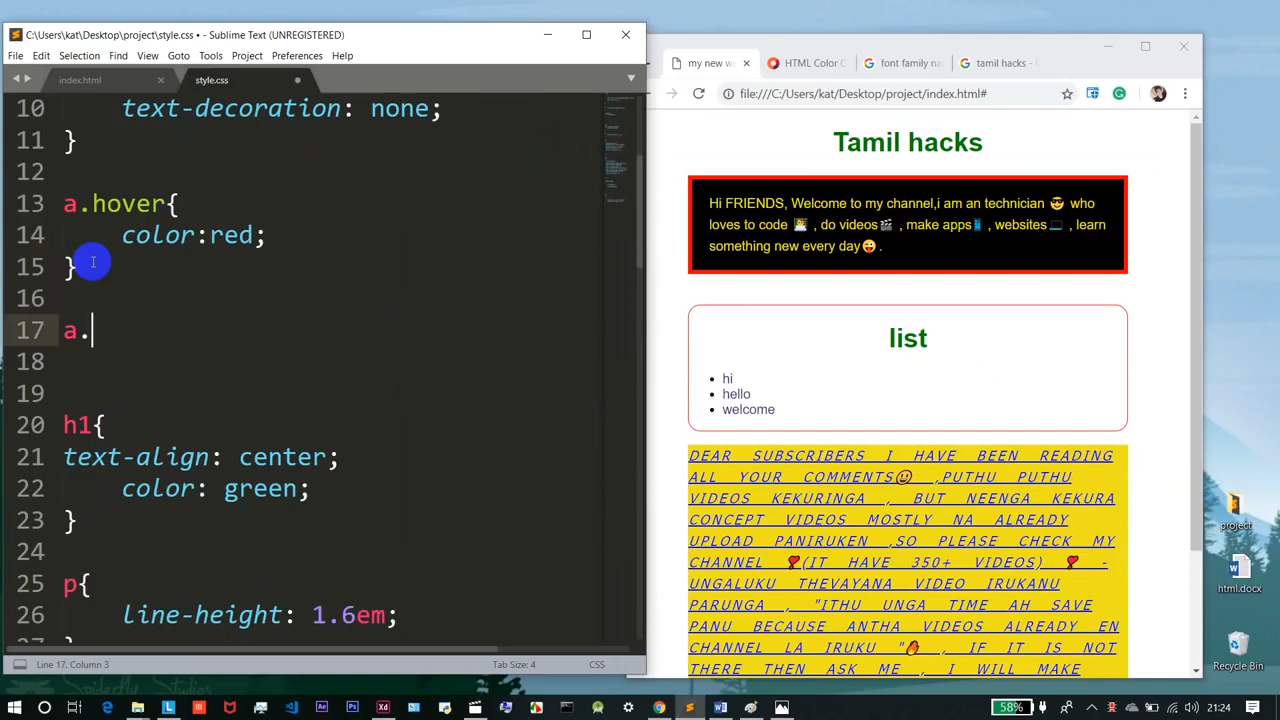 C:\Users\kat\Desktop\project\style.css • - Sublime Text (UNREGISTERED)
File Edit Selection Find View Goto Tools Project Preferences Help
index.html style.css
10 text-decoration: none;
11 }
12
13 a.hover{
14 color:red;
15 }
16
17 a.
18
19
20 h1{
21 text-align: center;
22 color: green;
23 }
24
25 p{
26 line-height: 1.6em;
Line 17, Column 3 Tab Size: 4 CSS
my new w HTML Color C font family na tamil hacks - G
file:///C:/Users/kat/Desktop/project/index.html#
Tamil hacks
Hi FRIENDS, Welcome to my channel,i am an technician 😎 who
loves to code 👨‍💻 , do videos🎬 , make apps📱 , websites💻 , learn
something new every day😜 .
list
• hi
• hello
• welcome
DEAR SUBSCRIBERS I HAVE BEEN READING
ALL YOUR COMMENTS😃 ,PUTHU PUTHU
VIDEOS KEKURINGA , BUT NEENGA KEKURA
CONCEPT VIDEOS MOSTLY NA ALREADY
UPLOAD PANIRUKEN ,SO PLEASE CHECK MY
CHANNEL ❣(IT HAVE 350+ VIDEOS) ❣ -
UNGALUKU THEVAYANA VIDEO IRUKANU
PARUNGA , "ITHU UNGA TIME AH SAVE
PANU BECAUSE ANTHA VIDEOS ALREADY EN
CHANNEL LA IRUKU "🔥 , IF IT IS NOT
THERE THEN ASK ME , I WILL MAKE
project
html.docx
Recycle Bin
58% 21:24